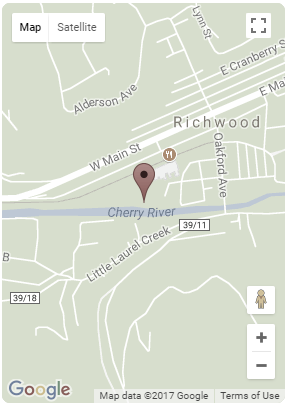 Map Satellite
Lynn St
Alderson Ave
E Cranberry S
E Ma
Richwood
W Main St
Oakford Ave
Cherry River
39/11
Little Laurel Creek
B
39/18
+
−
Google
Map data ©2017 Google Terms of Use